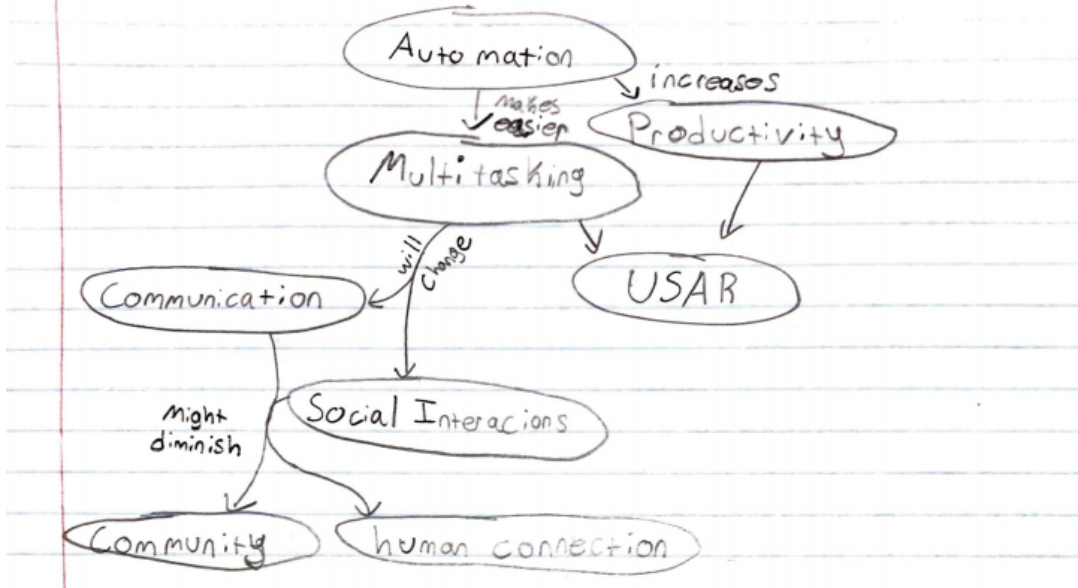 Automation
increases
makes
easier
Productivity
Multitasking
will
change
USAR
Communication
Social Interacions
Might
diminish
Community
human connection